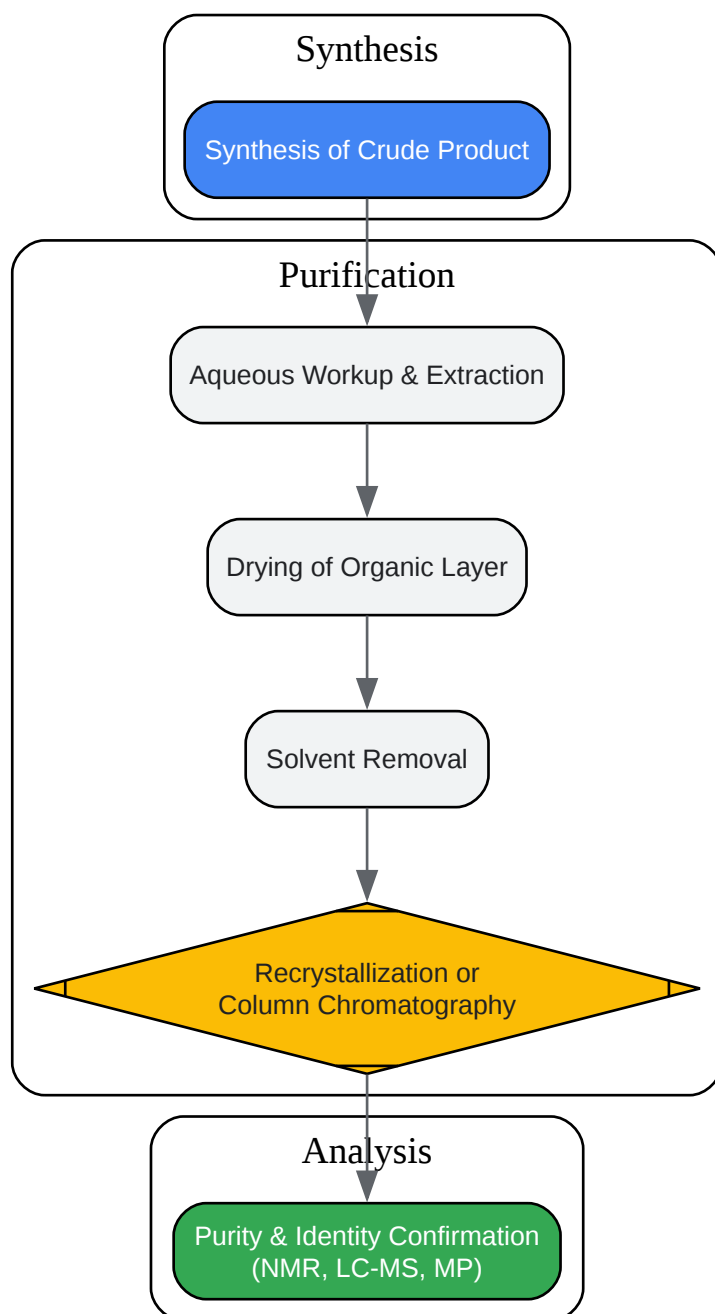 Synthesis
Synthesis of Crude Product
Purification
Aqueous Workup & Extraction
Drying of Organic Layer
Solvent Removal
Recrystallization or
Column Chromatography
Analysis
Purity & Identity Confirmation
(NMR, LC-MS, MP)